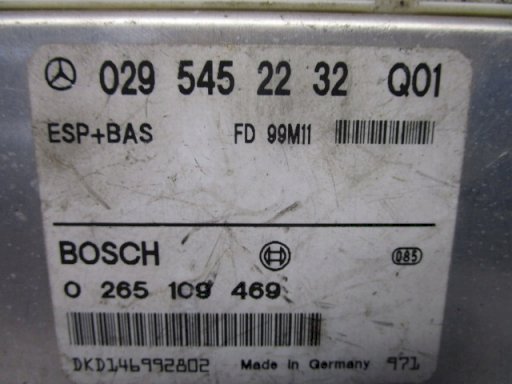 029 545 22 32 Q01
ESP+BAS FD 99M11
BOSCH 085
0 265 109 469
DKD146992802 Made in Germany 971